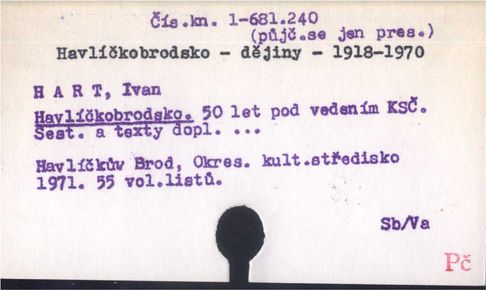 Čís.kn. 1-681.240
(půjč.se jen pres.)
Havlíčkobrodsko - dějiny - 1918-1970
H A R T, Ivan
Havlíčkobrodsko. 50 let pod vedením KSČ.
Sest. a texty dopl. ...
Havlíčkův Brod, Okres. kult.středisko
1971. 55 vol.listů.
Sb/Va
Pč